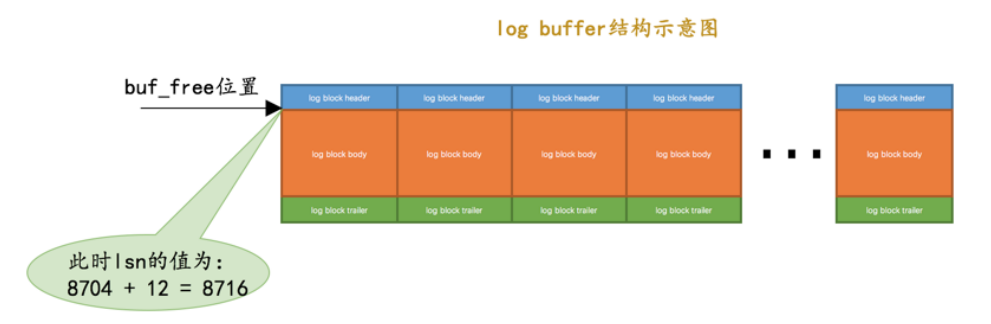 log buffer结构示意图
buf_free位置
log block header log block header log block header log block header log block header
log block body log block body log block body log block body log block body
log block trailer log block trailer log block trailer log block trailer log block trailer
此时lsn的值为:
8704 + 12 = 8716